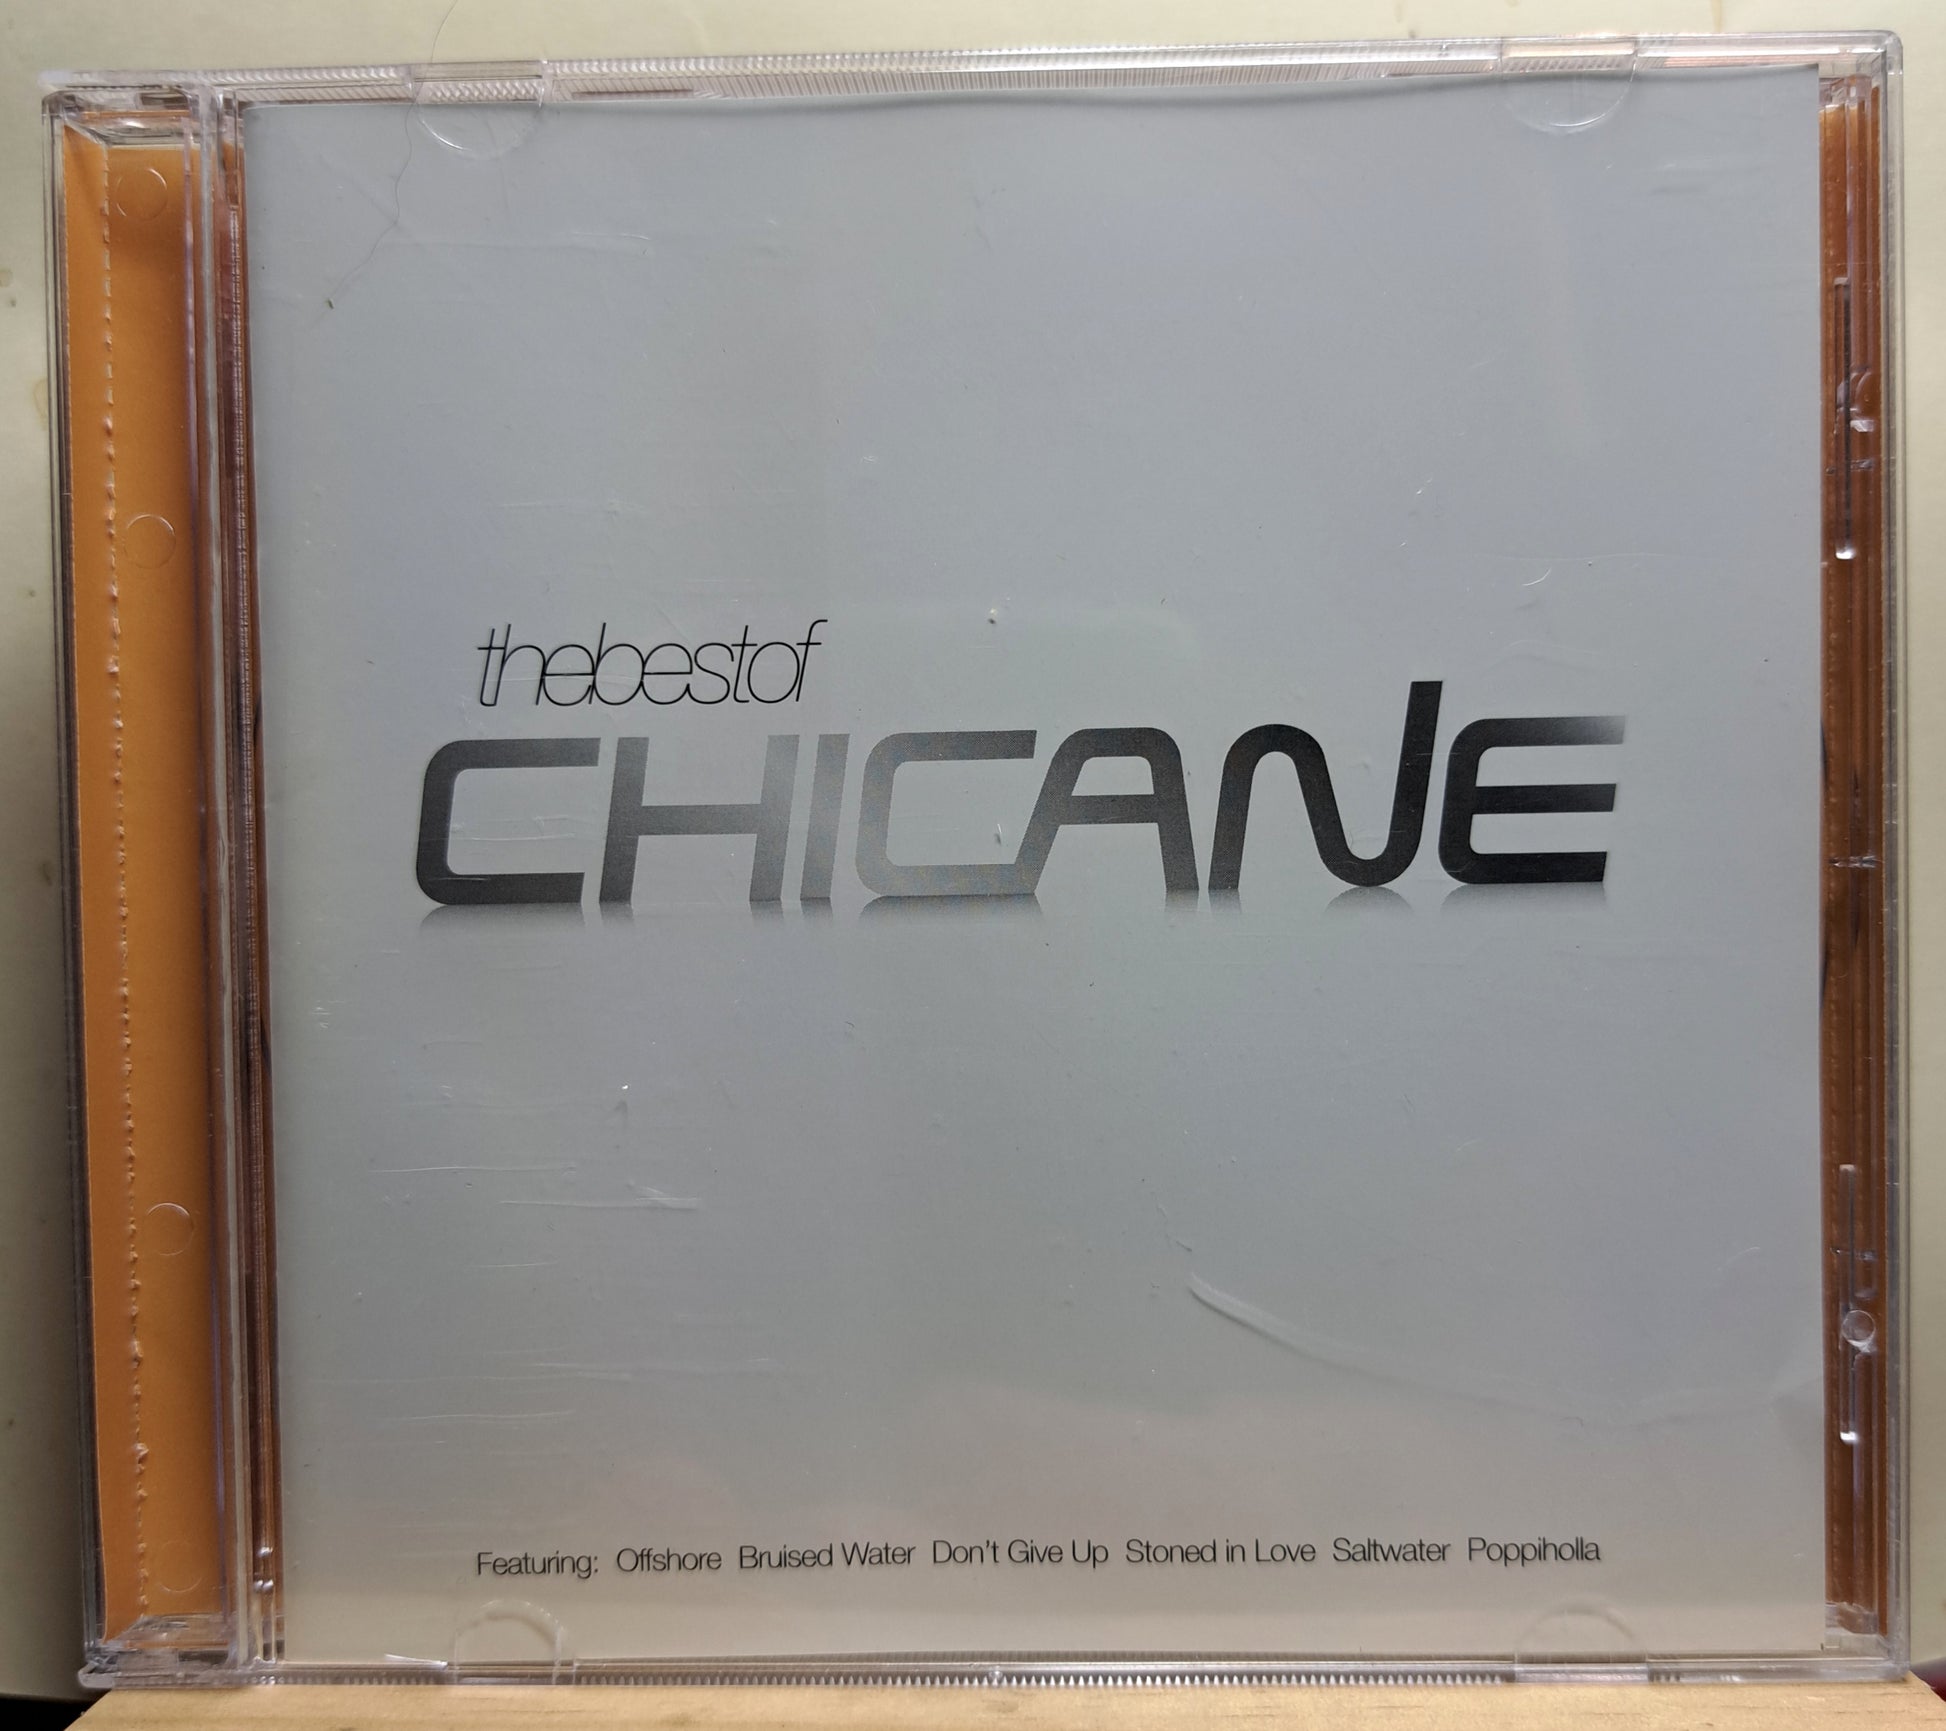 thebestof
CHICANE
Featuring: Offshore Bruised Water Don't Give Up Stoned in Love Saltwater Poppiholla